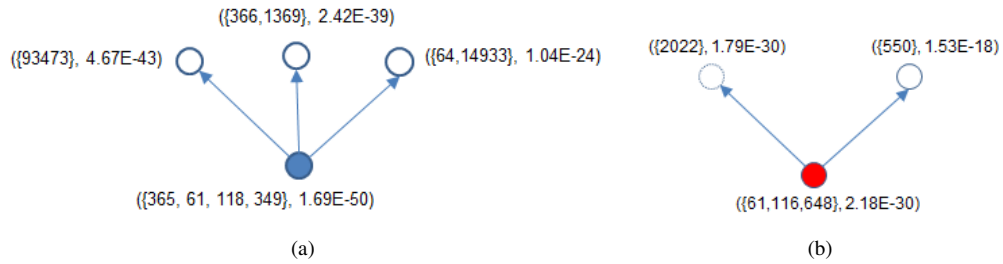 ({366,1369}, 2.42E-39)
({93473}, 4.67E-43)
({64,14933}, 1.04E-24)
({365, 61, 118, 349}, 1.69E-50)
(a)
({2022}, 1.79E-30)
({550}, 1.53E-18)
({61,116,648}, 2.18E-30)
(b)